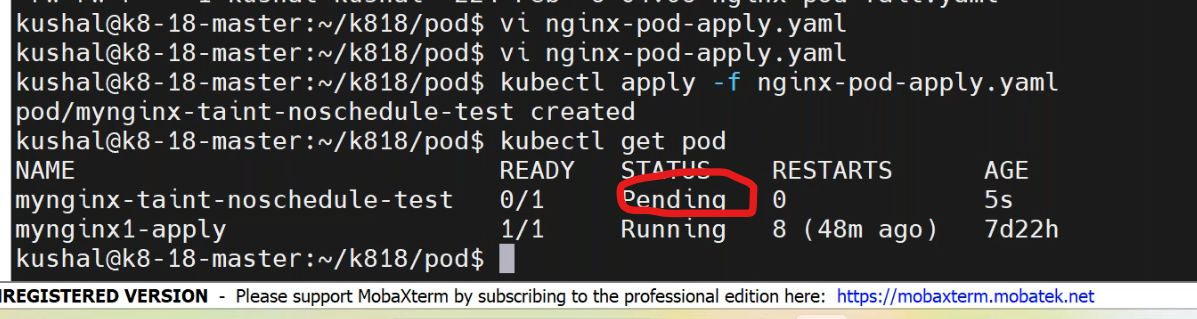 kushal@k8-18-master:~/k818/pod$ vi nginx-pod-apply.yaml
kushal@k8-18-master:~/k818/pod$ vi nginx-pod-apply.yaml
kushal@k8-18-master:~/k818/pod$ kubectl apply -f nginx-pod-apply.yaml
pod/mynginx-taint-noschedule-test created
kushal@k8-18-master:~/k818/pod$ kubectl get pod
NAME READY STATUS RESTARTS AGE
mynginx-taint-noschedule-test 0/1 Pending 0 5s
mynginx1-apply 1/1 Running 8 (48m ago) 7d22h
kushal@k8-18-master:~/k818/pod$
REGISTERED VERSION - Please support MobaXterm by subscribing to the professional edition here: https://mobaxterm.mobatek.net